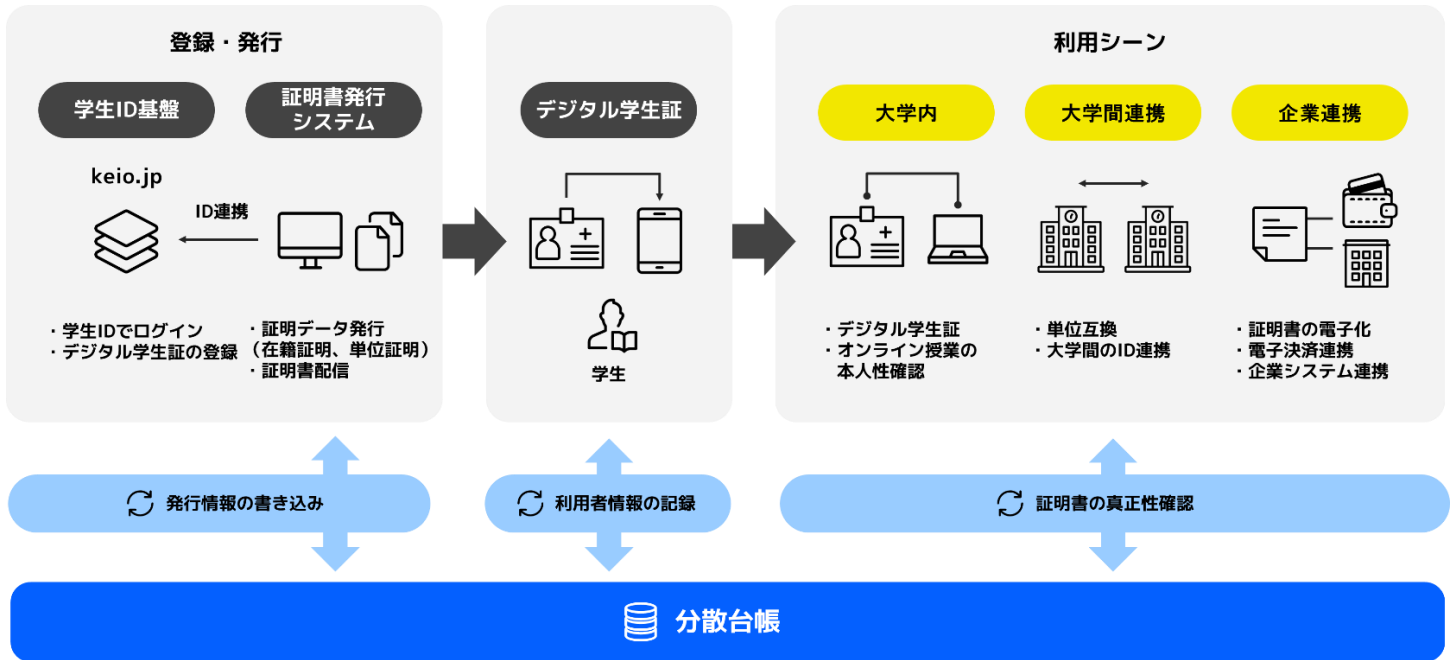 登録・発行
学生ID基盤
証明書発行
システム
keio.jp
ID連携
・学生IDでログイン
・デジタル学生証の登録
・証明データ発行
（在籍証明、単位証明）
・証明書配信
デジタル学生証
学生
利用シーン
大学内
大学間連携
企業連携
・デジタル学生証
・オンライン授業の
本人性確認
・単位互換
・大学間のID連携
・証明書の電子化
・電子決済連携
・企業システム連携
発行情報の書き込み
利用者情報の記録
証明書の真正性確認
分散台帳